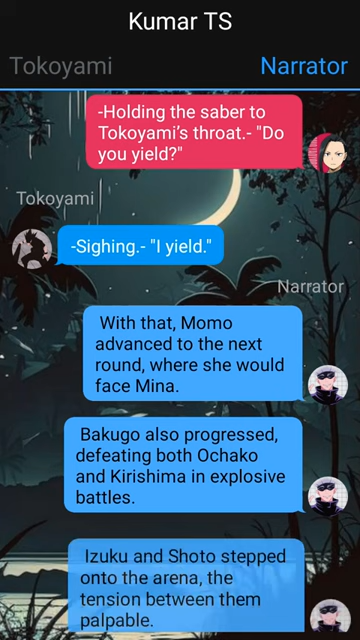 Kumar TS
Tokoyami
Narrator
-Holding the saber to
Tokoyami's throat.- "Do
you yield?"
Tokoyami
-Sighing.- "I yield."
Narrator
With that, Momo
advanced to the next
round, where she would
face Mina.
Bakugo also progressed,
defeating both Ochako
and Kirishima in explosive
battles.
Izuku and Shoto stepped
onto the arena, the
tension between them
palpable.